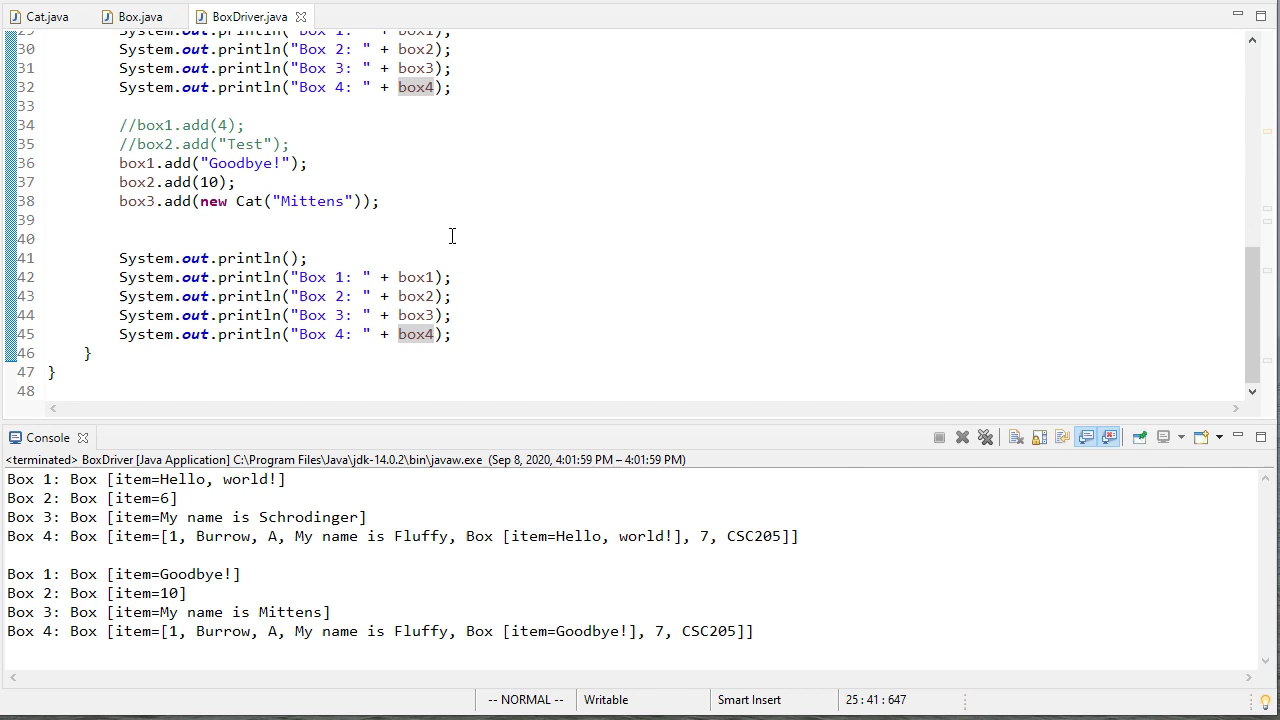 Cat.java Box.java BoxDriver.java
29 System.out.println("Box 1: " + box1);
30 System.out.println("Box 2: " + box2);
31 System.out.println("Box 3: " + box3);
32 System.out.println("Box 4: " + box4);
33
34 //box1.add(4);
35 //box2.add("Test");
36 box1.add("Goodbye!");
37 box2.add(10);
38 box3.add(new Cat("Mittens"));
39
40
41 System.out.println();
42 System.out.println("Box 1: " + box1);
43 System.out.println("Box 2: " + box2);
44 System.out.println("Box 3: " + box3);
45 System.out.println("Box 4: " + box4);
46 }
47 }
48
Console
<terminated> BoxDriver [Java Application] C:\Program Files\Java\jdk-14.0.2\bin\javaw.exe (Sep 8, 2020, 4:01:59 PM – 4:01:59 PM)
Box 1: Box [item=Hello, world!]
Box 2: Box [item=6]
Box 3: Box [item=My name is Schrodinger]
Box 4: Box [item=[1, Burrow, A, My name is Fluffy, Box [item=Hello, world!], 7, CSC205]]
Box 1: Box [item=Goodbye!]
Box 2: Box [item=10]
Box 3: Box [item=My name is Mittens]
Box 4: Box [item=[1, Burrow, A, My name is Fluffy, Box [item=Goodbye!], 7, CSC205]]
-- NORMAL -- Writable Smart Insert 25 : 41 : 647